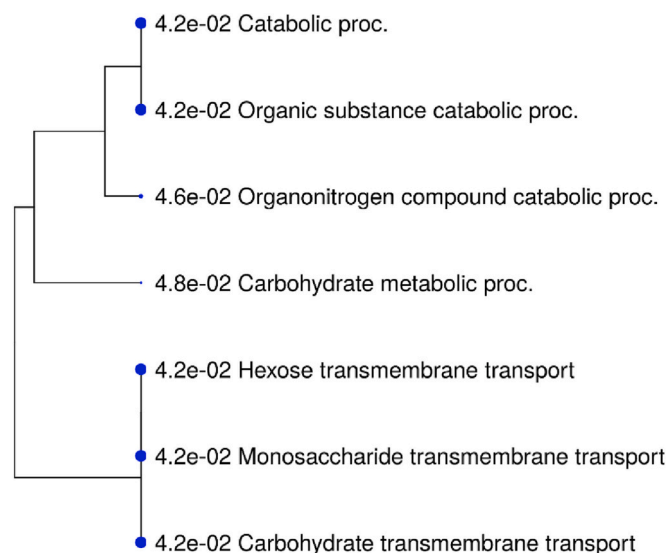 4.2e-02 Catabolic proc.
4.2e-02 Organic substance catabolic proc.
4.6e-02 Organonitrogen compound catabolic proc.
4.8e-02 Carbohydrate metabolic proc.
4.2e-02 Hexose transmembrane transport
4.2e-02 Monosaccharide transmembrane transport
4.2e-02 Carbohydrate transmembrane transport